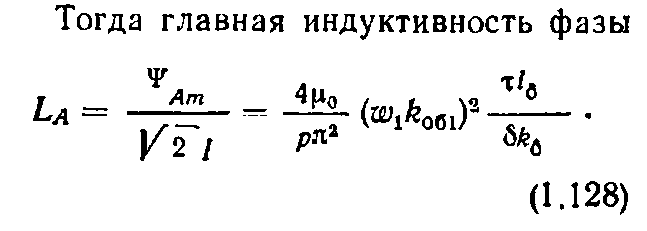 Тогда главная индуктивность фазы
L_A = Ψ_Am / (√2 I) = (4μ₀ / pπ²) (w₁k_об1)² (τl_δ / δk_δ) .
(1.128)